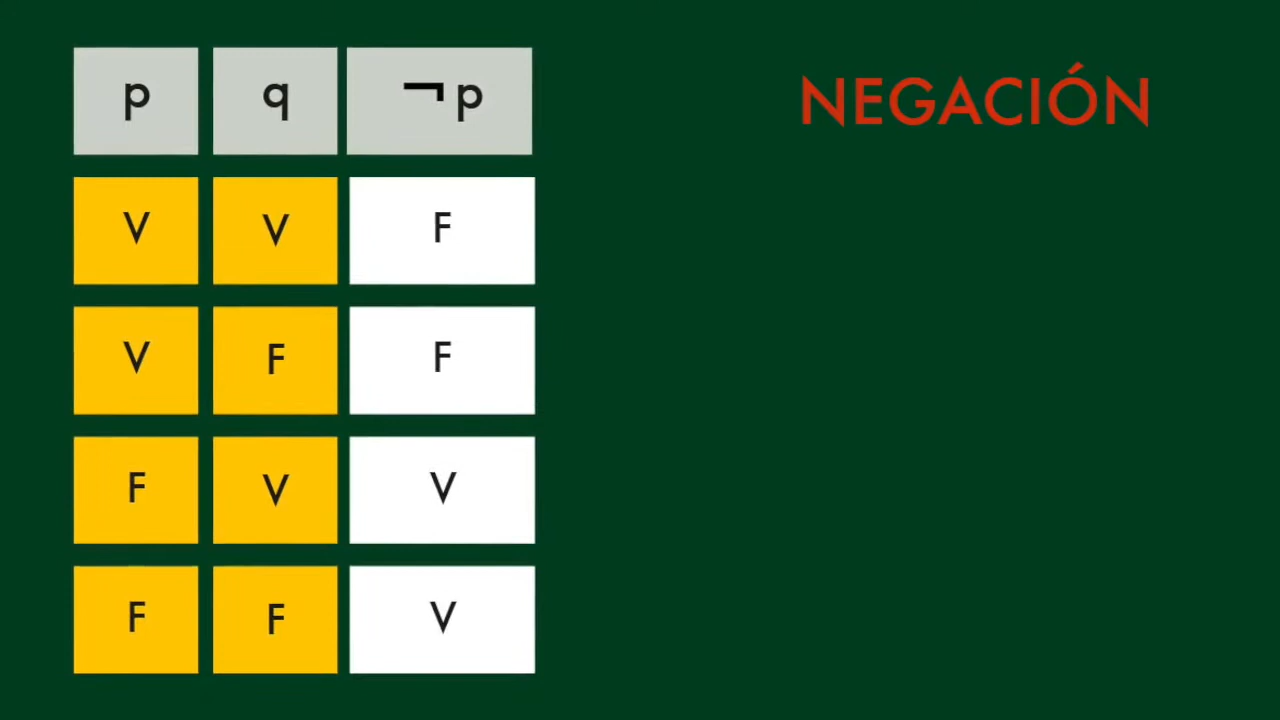 p q ¬p NEGACIÓN
V V F
V F F
F V V
F F V